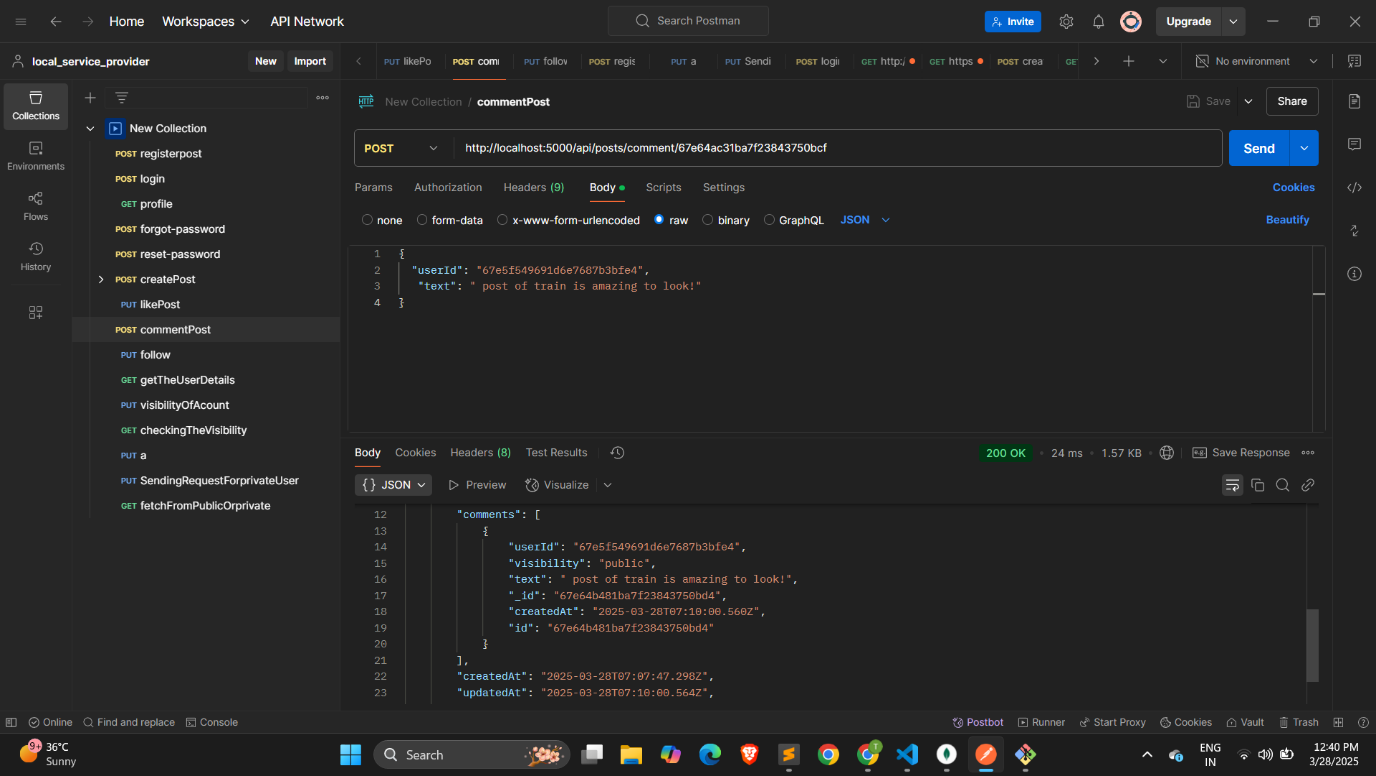 Home Workspaces API Network Search Postman Invite Upgrade
local_service_provider New Import PUT likePo POST comr PUT follow POST regis PUT a PUT Sendi POST login GET http:/ GET https POST crea GET No environment
Collections
Environments
Flows
History
New Collection
POST registerpost
POST login
GET profile
POST forgot-password
POST reset-password
POST createPost
PUT likePost
POST commentPost
PUT follow
GET getTheUserDetails
PUT visibilityOfAcount
GET checkingTheVisibility
PUT a
POST SendingRequestForprivateUser
GET fetchFromPublicOrprivate
HTTP New Collection / commentPost Save Share
POST http://localhost:5000/api/posts/comment/67e64ac31ba7f23843750bcf Send
Params Authorization Headers (9) Body Scripts Settings Cookies
none form-data x-www-form-urlencoded raw binary GraphQL JSON Beautify
1 {
2 "userId": "67e5f549691d6e7687b3bfe4",
3 "text": " post of train is amazing to look!"
4 }
Body Cookies Headers (8) Test Results 200 OK 24 ms 1.57 KB Save Response
{} JSON Preview Visualize
12 "comments": [
13 {
14 "userId": "67e5f549691d6e7687b3bfe4",
15 "visibility": "public",
16 "text": " post of train is amazing to look!",
17 "_id": "67e64b481ba7f23843750bd4",
18 "createdAt": "2025-03-28T07:10:00.560Z",
19 "id": "67e64b481ba7f23843750bd4"
20 }
21 ],
22 "createdAt": "2025-03-28T07:07:47.298Z",
23 "updatedAt": "2025-03-28T07:10:00.564Z",
Online Find and replace Console Postbot Runner Start Proxy Cookies Vault Trash
9+ 36°C
Sunny
Search
ENG
IN
12:40 PM
3/28/2025